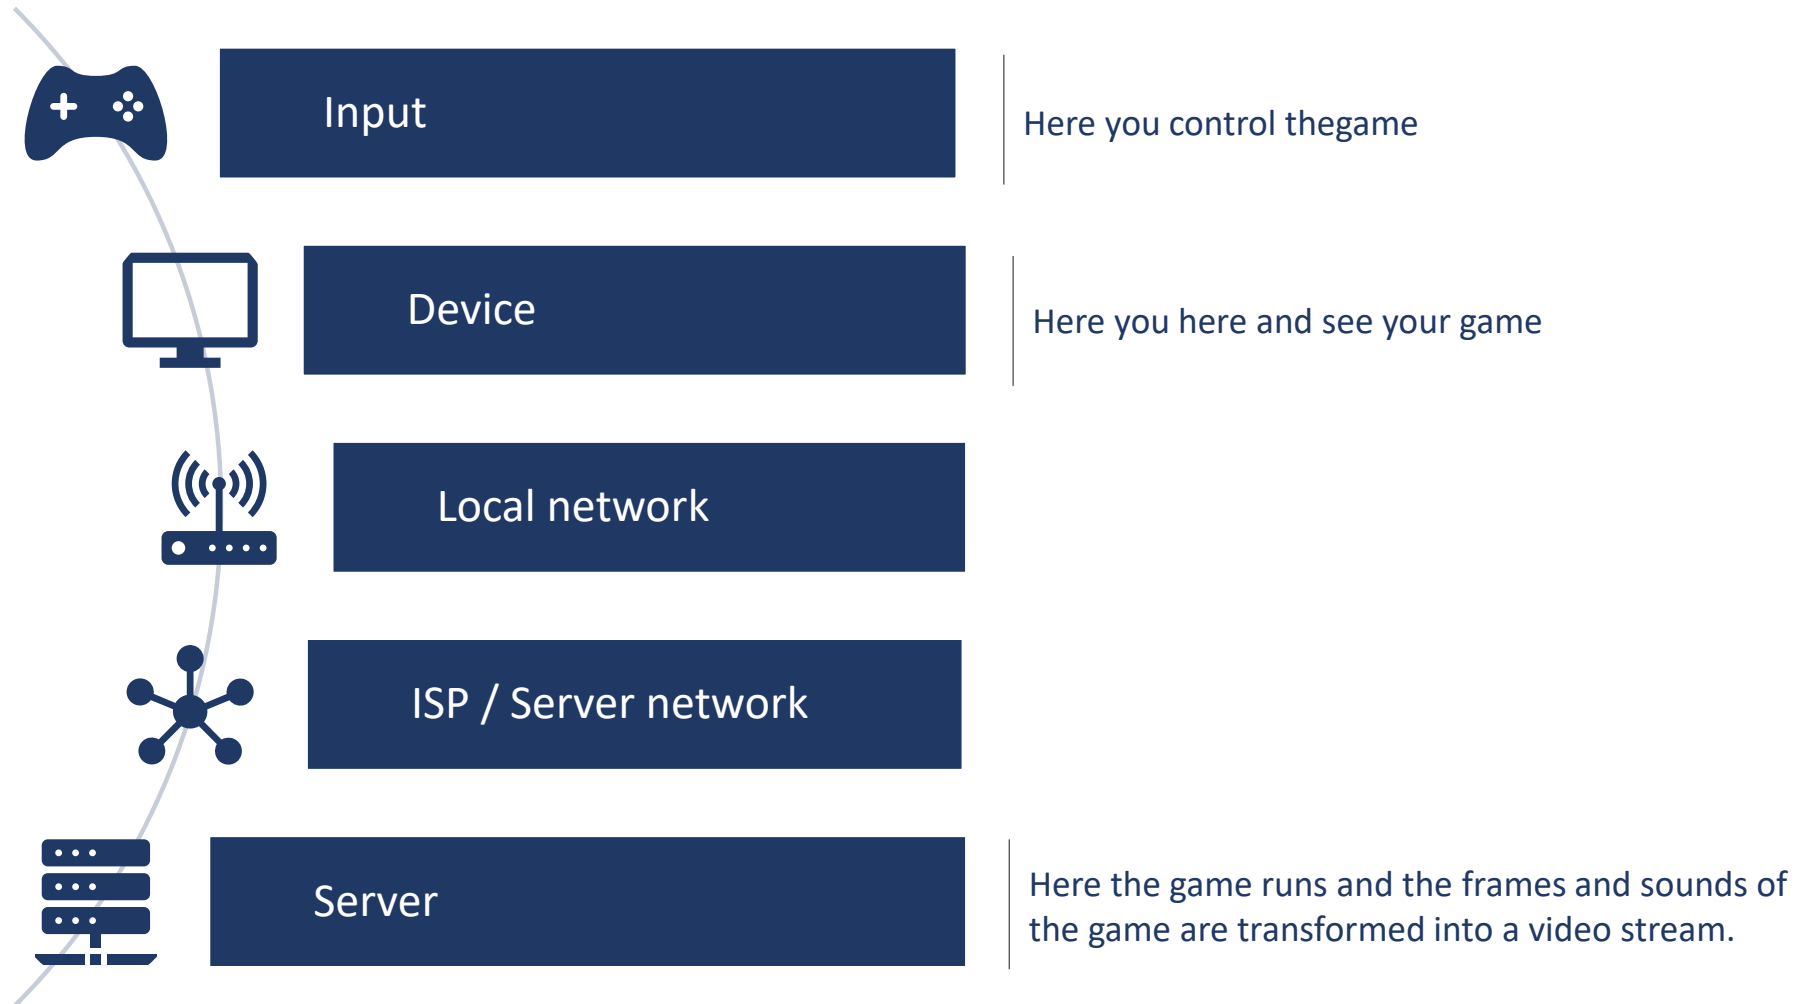 Input
Here you control thegame
Device
Here you here and see your game
Local network
ISP / Server network
Server
Here the game runs and the frames and sounds of
the game are transformed into a video stream.